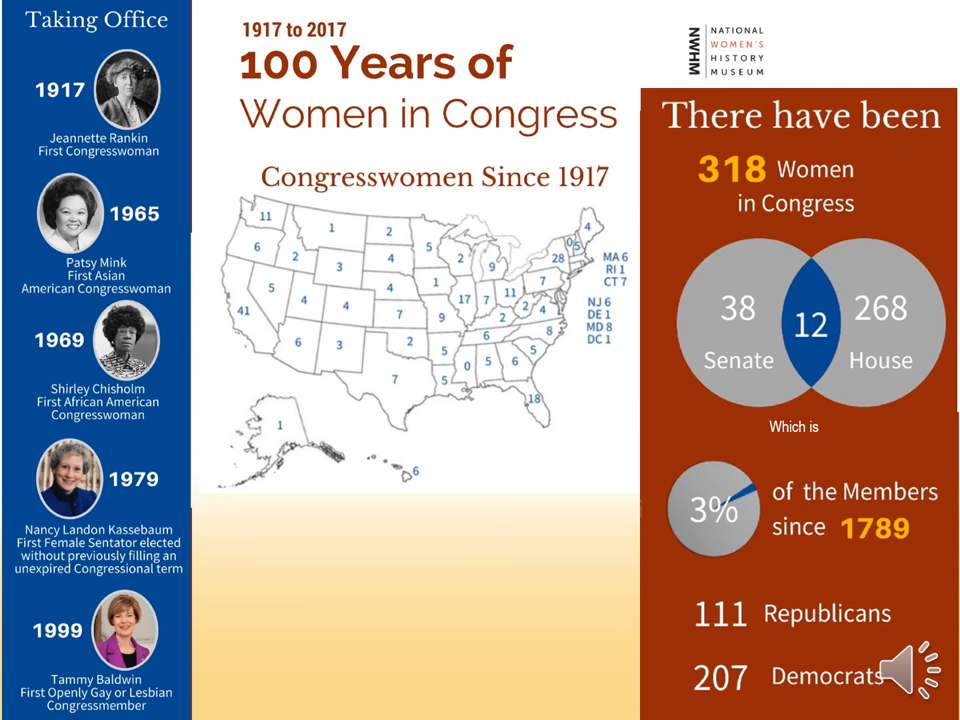 Taking Office
1917
Jeannette Rankin
First Congresswoman
1965
Patsy Mink
First Asian
American Congresswoman
1969
Shirley Chisholm
First African American
Congresswoman
1979
Nancy Landon Kassebaum
First Female Sentator elected
without previously filling an
unexpired Congressional term
1999
Tammy Baldwin
First Openly Gay or Lesbian
Congressmember
1917 to 2017
100 Years of
Women in Congress
Congresswomen Since 1917
11
1
2
5
2
9
28
0
5
4
6
2
3
4
1
17
7
11
7
5
4
4
4
7
9
2
2
4
41
6
3
2
5
6
8
7
5
0
5
6
5
18
1
6
MA 6
RI 1
CT 7
NJ 6
DE 1
MD 8
DC 1
NWHM
NATIONAL
WOMEN'S
HISTORY
MUSEUM
There have been
318 Women
in Congress
38
Senate
12
268
House
Which is
3%
of the Members
since 1789
111 Republicans
207 Democrats